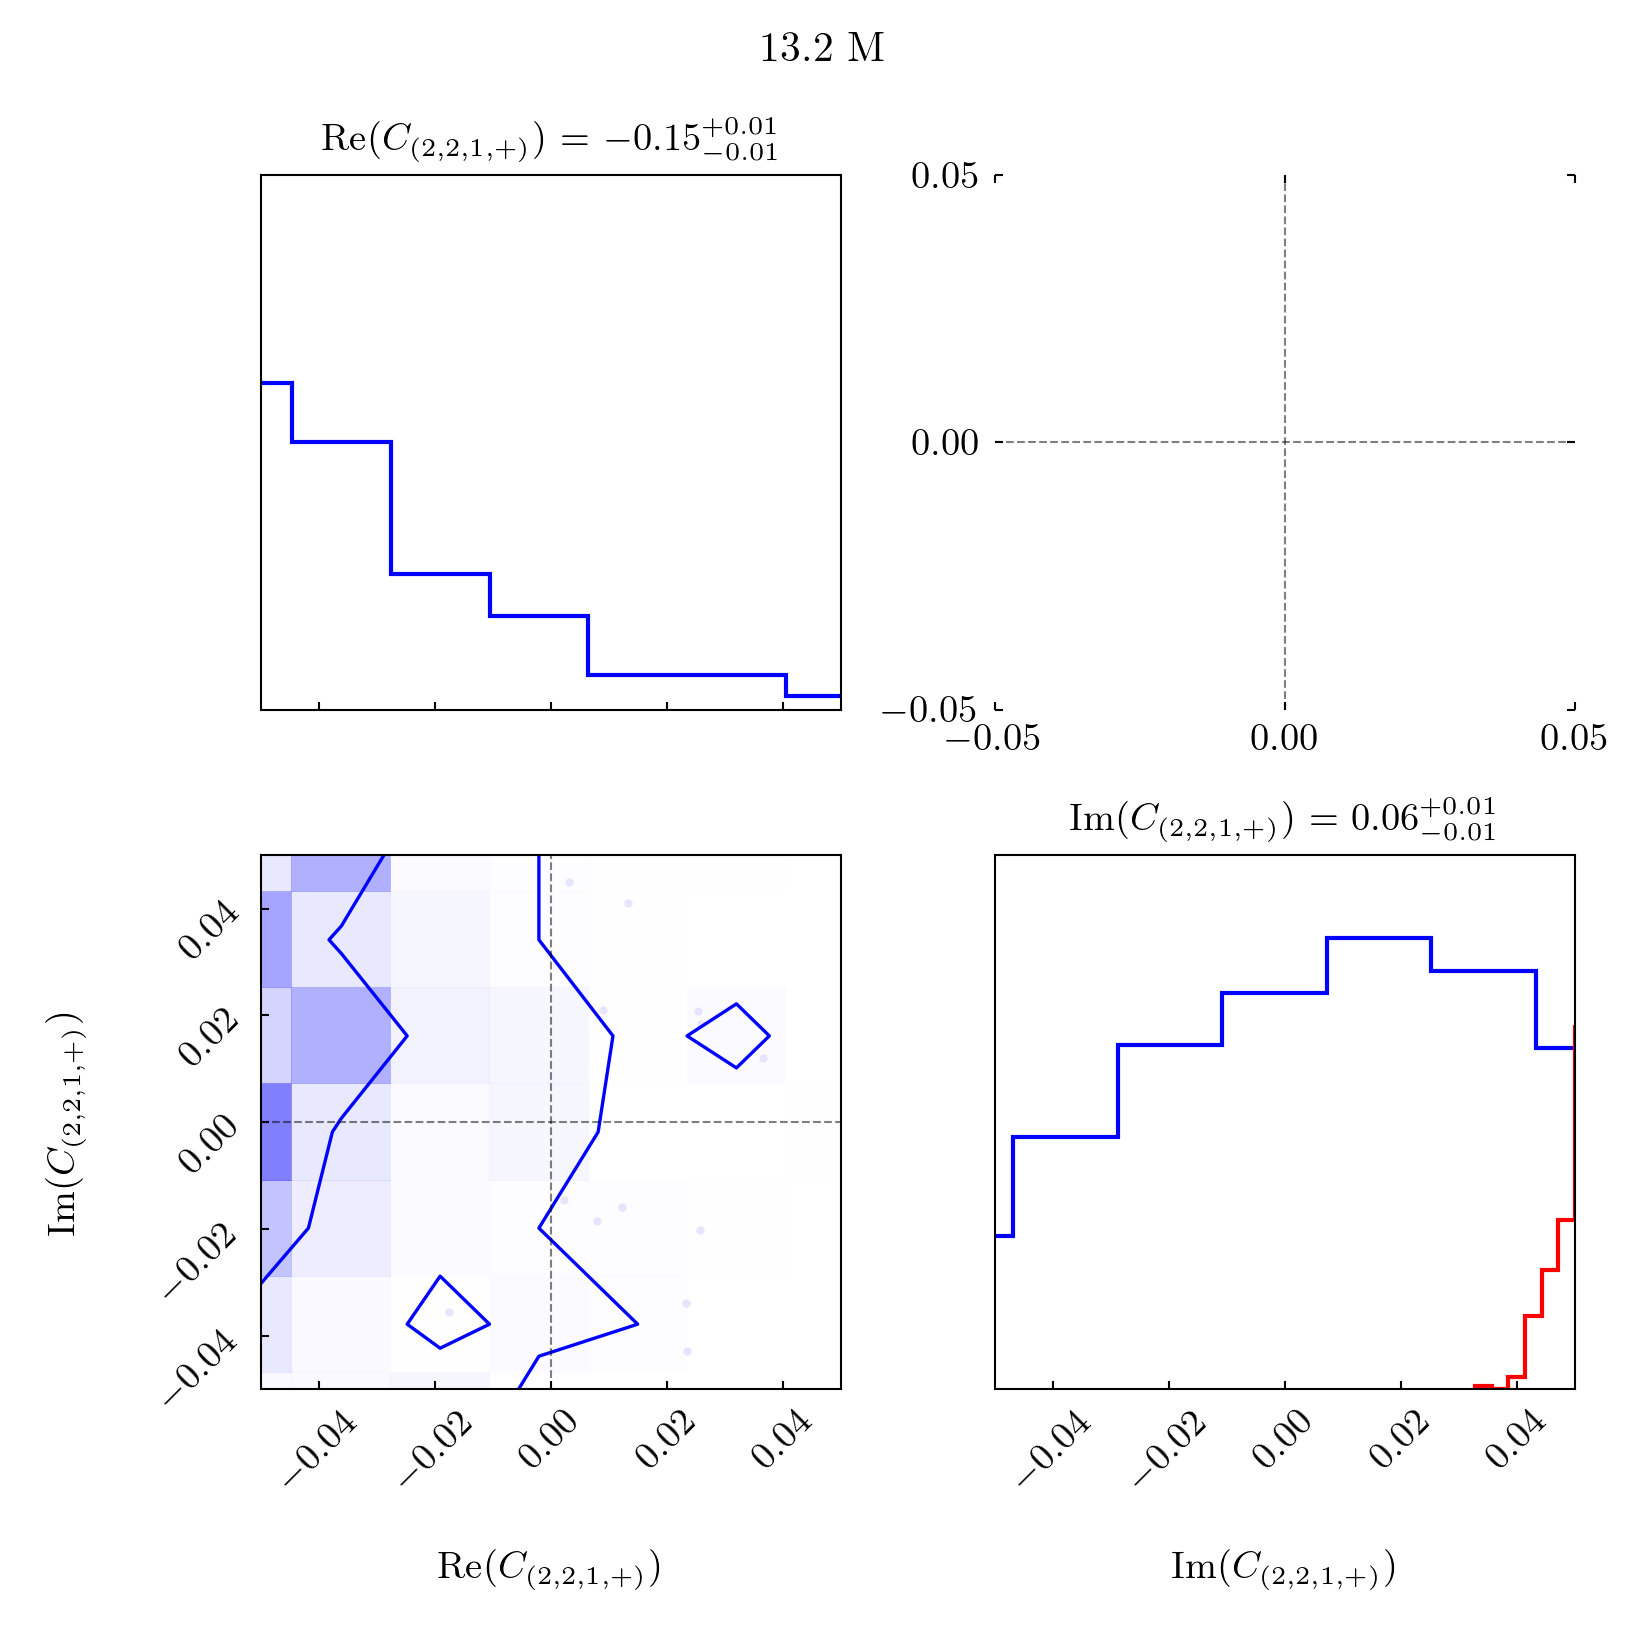 13.2 M
Re(C_{(2,2,1,+)}) = −0.15^{+0.01}_{−0.01}
0.05
0.00
−0.05
−0.05 0.00 0.05
Im(C_{(2,2,1,+)}) = 0.06^{+0.01}_{−0.01}
Im(C_{(2,2,1,+)})
0.04
0.02
0.00
−0.02
−0.04
−0.04 −0.02 0.00 0.02 0.04
−0.04 −0.02 0.00 0.02 0.04
Re(C_{(2,2,1,+)})
Im(C_{(2,2,1,+)})